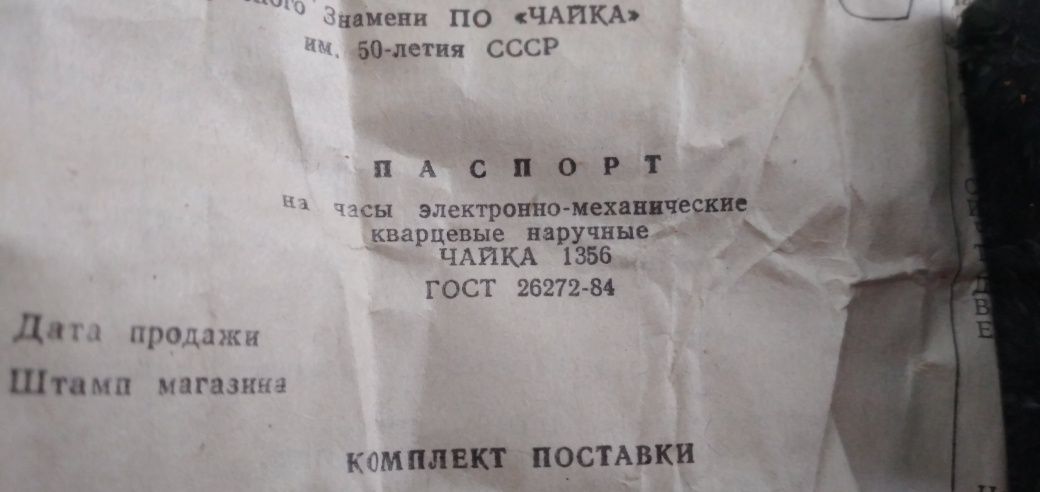 Знамени ПО «ЧАЙКА»
им. 50-летия СССР
ПАСПОРТ
на часы электронно-механические
кварцевые наручные
ЧАЙКА 1356
ГОСТ 26272-84
Дата продажи
Штамп магазина
КОМПЛЕКТ ПОСТАВКИ